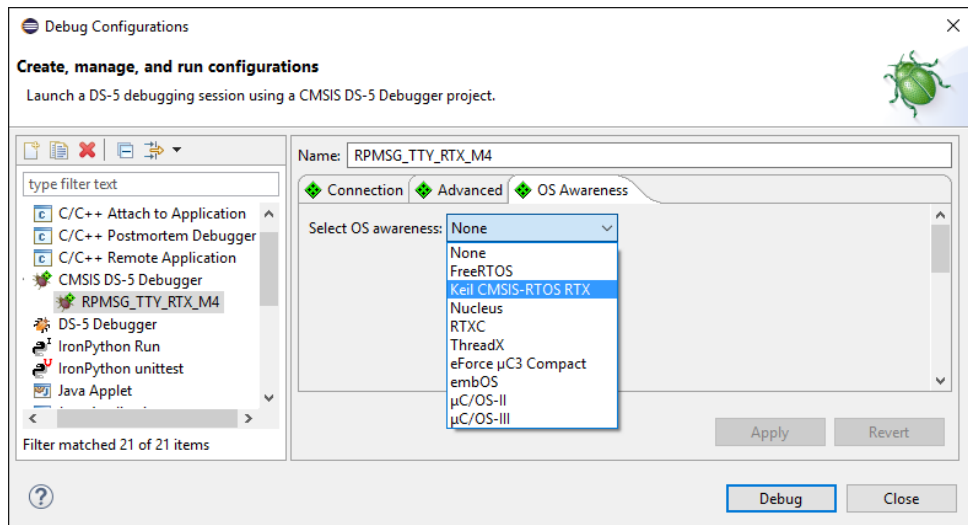 Debug Configurations
Create, manage, and run configurations
Launch a DS-5 debugging session using a CMSIS DS-5 Debugger project.
type filter text
C/C++ Attach to Application
C/C++ Postmortem Debugger
C/C++ Remote Application
CMSIS DS-5 Debugger
RPMSG_TTY_RTX_M4
DS-5 Debugger
IronPython Run
IronPython unittest
Java Applet
Filter matched 21 of 21 items
Name: RPMSG_TTY_RTX_M4
Connection Advanced OS Awareness
Select OS awareness: None
None
FreeRTOS
Keil CMSIS-RTOS RTX
Nucleus
RTXC
ThreadX
eForce µC3 Compact
embOS
µC/OS-II
µC/OS-III
Apply Revert
Debug Close